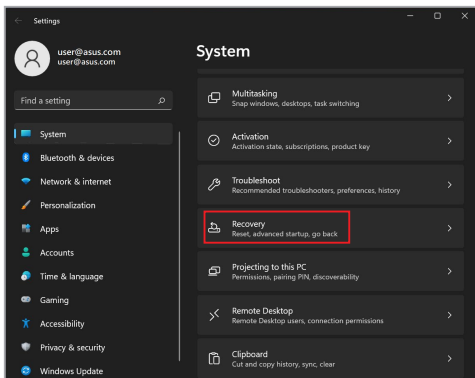 Settings
user@asus.com
user@asus.com
Find a setting
System
Bluetooth & devices
Network & internet
Personalization
Apps
Accounts
Time & language
Gaming
Accessibility
Privacy & security
Windows Update
System
Multitasking
Snap windows, desktops, task switching
Activation
Activation state, subscriptions, product key
Troubleshoot
Recommended troubleshooters, preferences, history
Recovery
Reset, advanced startup, go back
Projecting to this PC
Permissions, pairing PIN, discoverability
Remote Desktop
Remote Desktop users, connection permissions
Clipboard
Cut and copy history, sync, clear